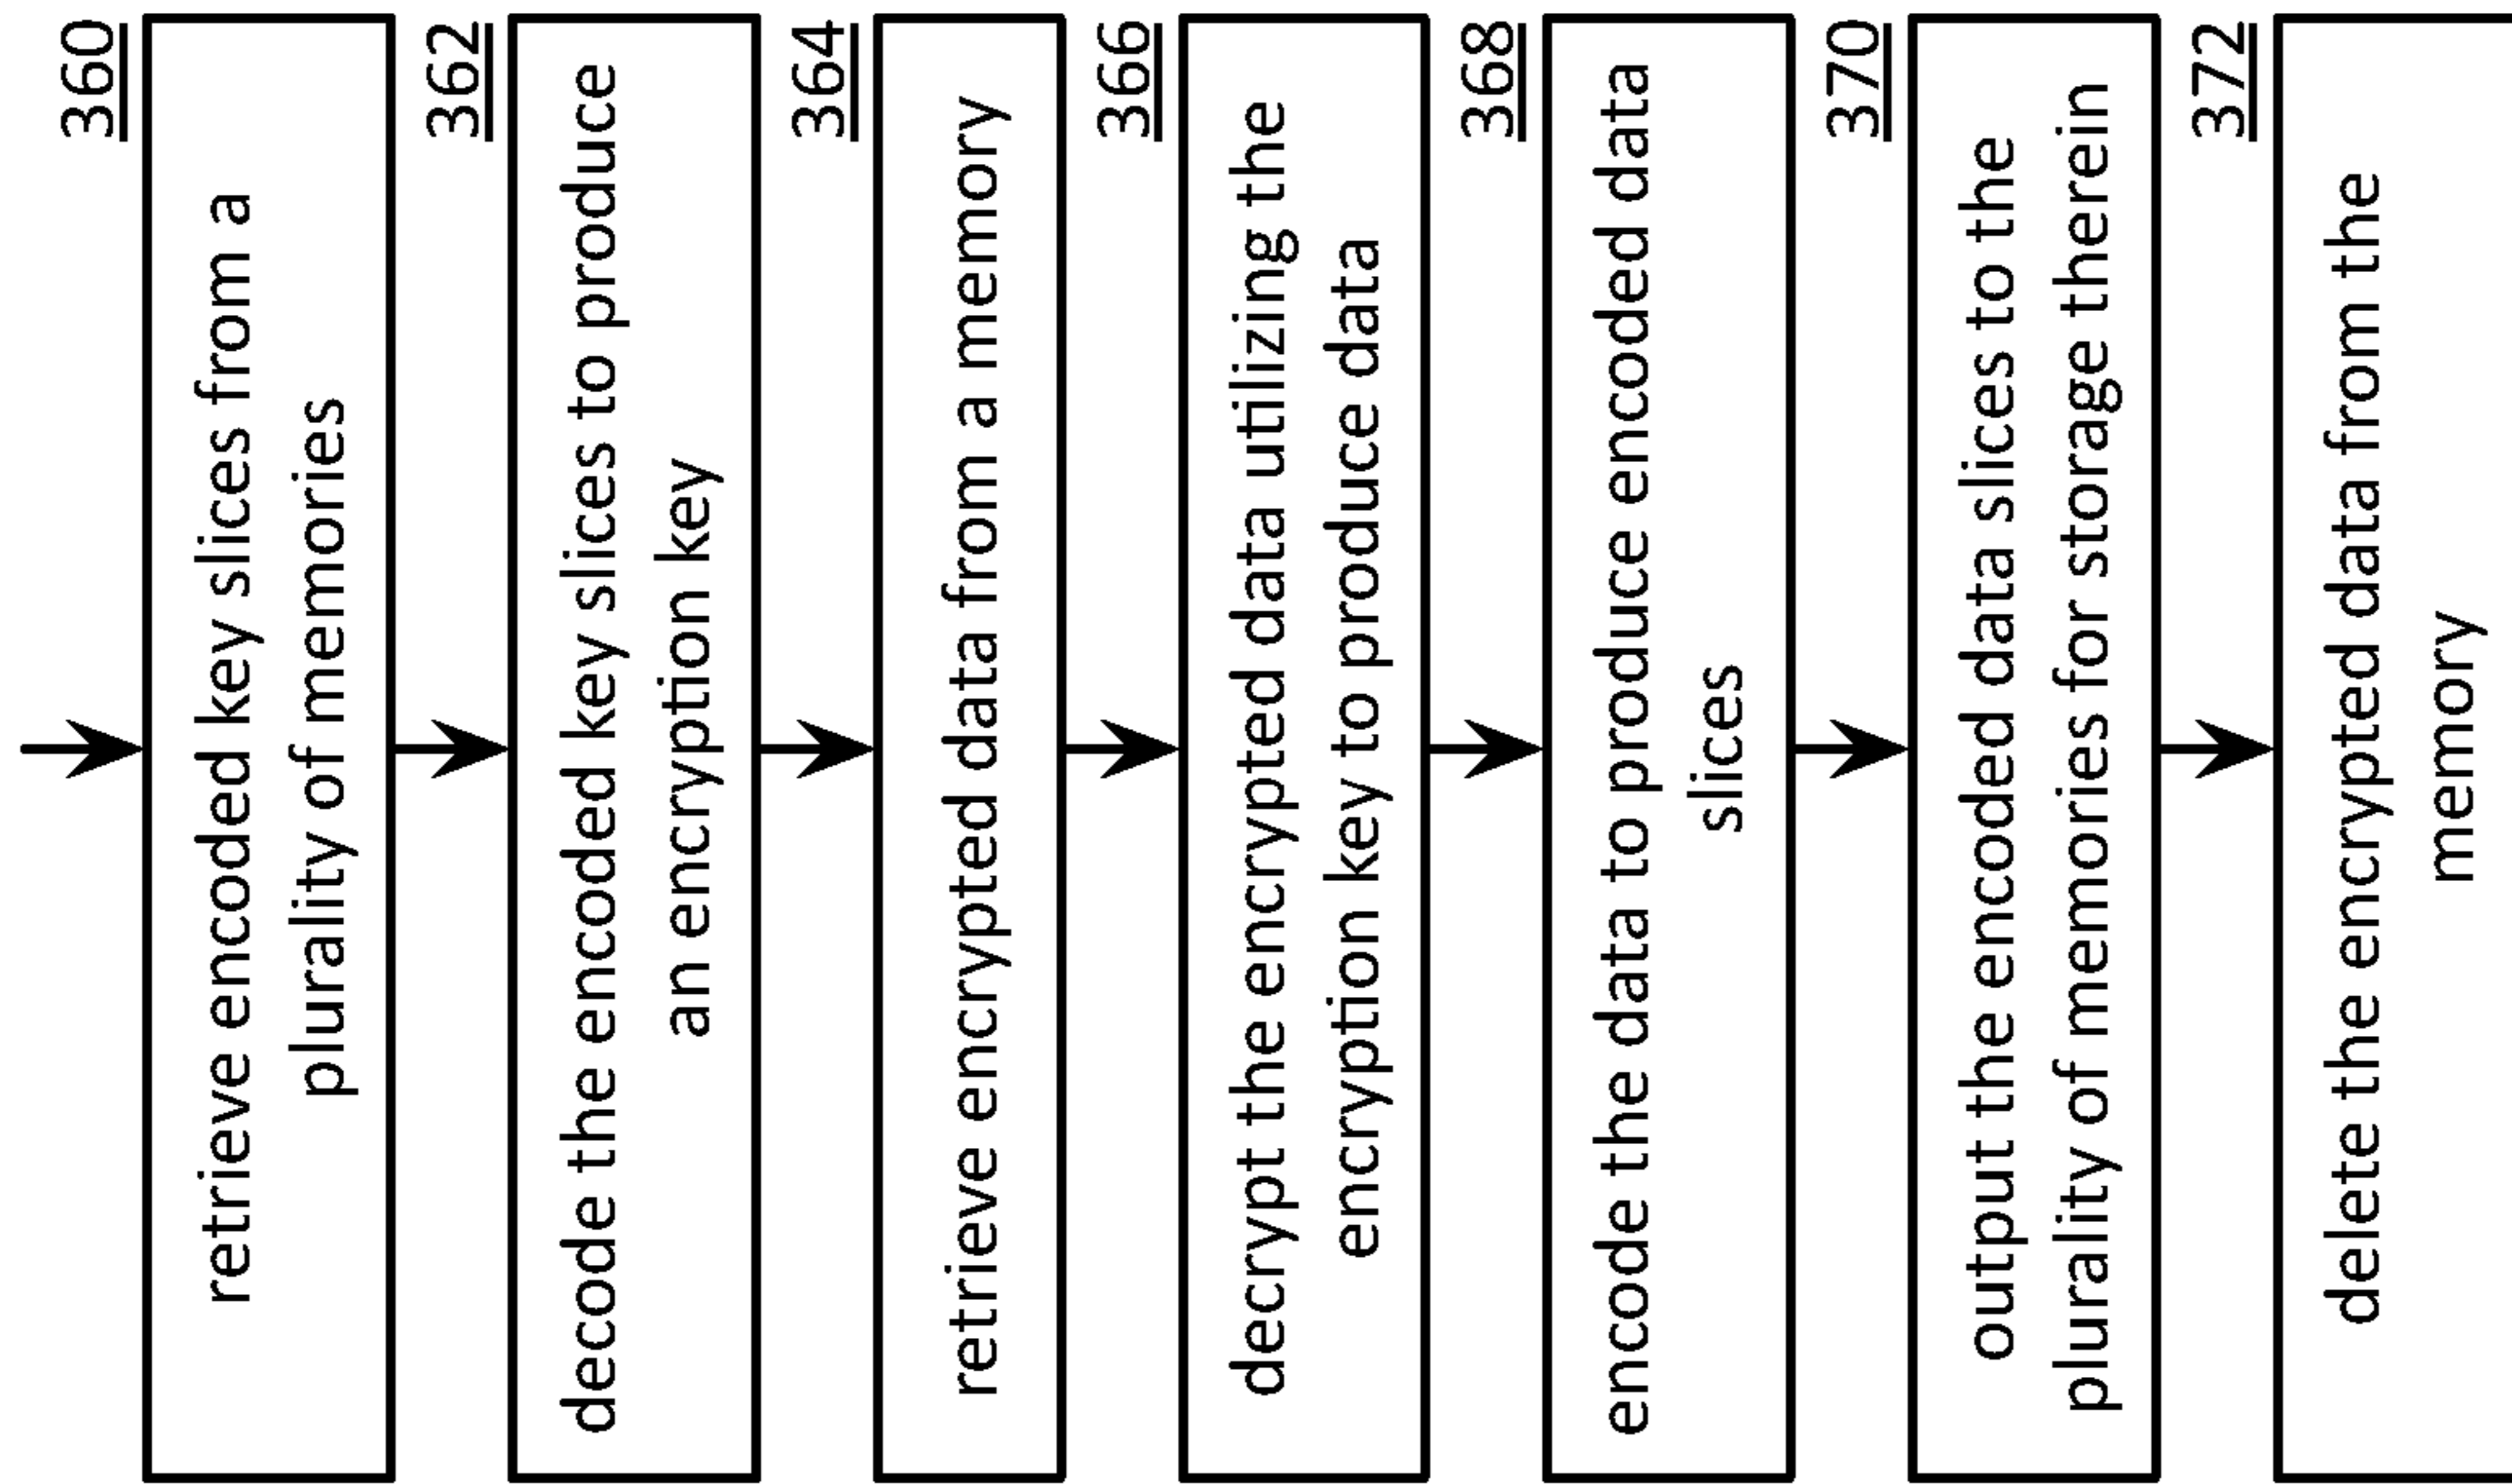 360
retrieve encoded key slices from a
plurality of memories
362
decode the encoded key slices to produce
an encryption key
364
retrieve encrypted data from a memory
366
decrypt the encrypted data utilizing the
encryption key to produce data
368
encode the data to produce encoded data
slices
370
output the encoded data slices to the
plurality of memories for storage therein
372
delete the encrypted data from the
memory